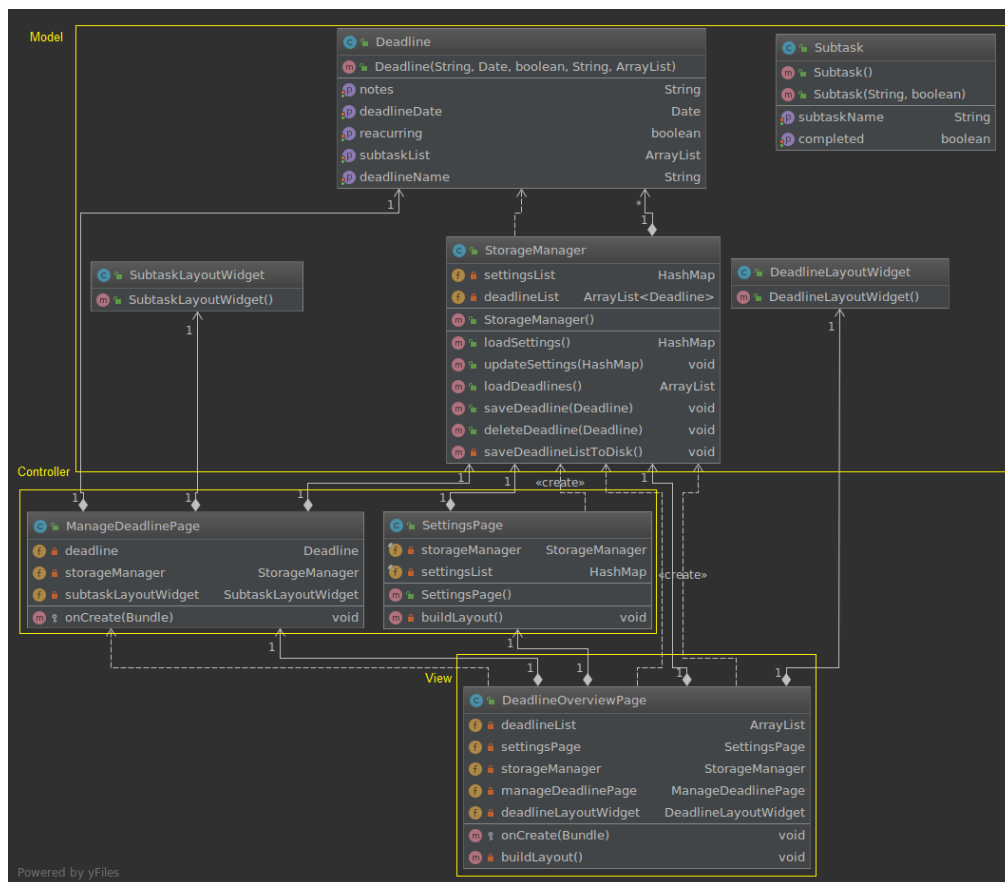 Model
Deadline
Deadline(String, Date, boolean, String, ArrayList)
notes String
deadlineDate Date
reacurring boolean
subtaskList ArrayList
deadlineName String
Subtask
Subtask()
Subtask(String, boolean)
subtaskName String
completed boolean
1
*
1
StorageManager
settingsList HashMap
deadlineList ArrayList<Deadline>
StorageManager()
loadSettings() HashMap
updateSettings(HashMap) void
loadDeadlines() ArrayList
saveDeadline(Deadline) void
deleteDeadline(Deadline) void
saveDeadlineListToDisk() void
SubtaskLayoutWidget
SubtaskLayoutWidget()
1
DeadlineLayoutWidget
DeadlineLayoutWidget()
1
Controller
1 1 «create» 1
1 1 1 1
ManageDeadlinePage
deadline Deadline
storageManager StorageManager
subtaskLayoutWidget SubtaskLayoutWidget
onCreate(Bundle) void
SettingsPage
storageManager StorageManager
settingsList HashMap
SettingsPage()
buildLayout() void
«create»
1 1
View
1 1 1 1
DeadlineOverviewPage
deadlineList ArrayList
settingsPage SettingsPage
storageManager StorageManager
manageDeadlinePage ManageDeadlinePage
deadlineLayoutWidget DeadlineLayoutWidget
onCreate(Bundle) void
buildLayout() void
Powered by yFiles